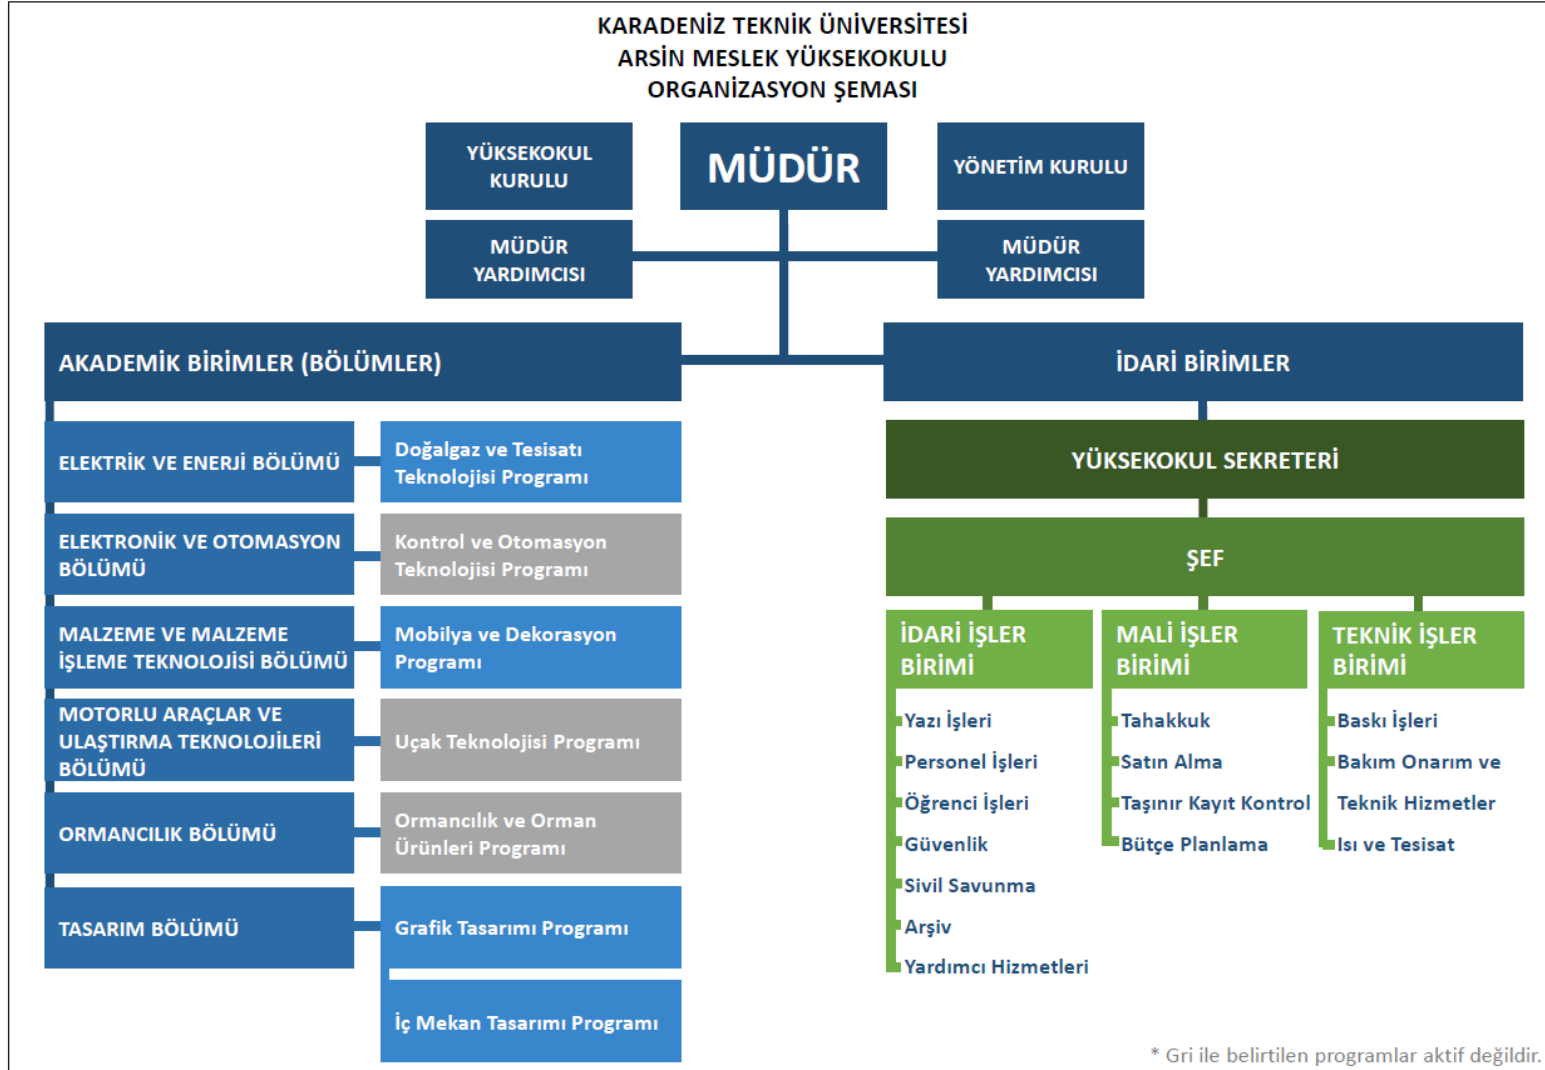 KARADENİZ TEKNİK ÜNİVERSİTESİ
ARSİN MESLEK YÜKSEKOKULU
ORGANİZASYON ŞEMASI
YÜKSEKOKUL
KURULU
MÜDÜR
YÖNETİM KURULU
MÜDÜR
YARDIMCISI
MÜDÜR
YARDIMCISI
AKADEMİK BİRİMLER (BÖLÜMLER)
ELEKTRİK VE ENERJİ BÖLÜMÜ
Doğalgaz ve Tesisatı
Teknolojisi Programı
ELEKTRONİK VE OTOMASYON
BÖLÜMÜ
Kontrol ve Otomasyon
Teknolojisi Programı
MALZEME VE MALZEME
İŞLEME TEKNOLOJİSİ BÖLÜMÜ
Mobilya ve Dekorasyon
Programı
MOTORLU ARAÇLAR VE
ULAŞTIRMA TEKNOLOJİLERİ
BÖLÜMÜ
Uçak Teknolojisi Programı
ORMANCILIK BÖLÜMÜ
Ormancılık ve Orman
Ürünleri Programı
TASARIM BÖLÜMÜ
Grafik Tasarımı Programı
İç Mekan Tasarımı Programı
İDARİ BİRİMLER
YÜKSEKOKUL SEKRETERİ
ŞEF
İDARİ İŞLER
BİRİMİ
Yazı İşleri
Personel İşleri
Öğrenci İşleri
Güvenlik
Sivil Savunma
Arşiv
Yardımcı Hizmetleri
MALİ İŞLER
BİRİMİ
Tahakkuk
Satın Alma
Taşınır Kayıt Kontrol
Bütçe Planlama
TEKNİK İŞLER
BİRİMİ
Baskı İşleri
Bakım Onarım ve
Teknik Hizmetler
Isı ve Tesisat
* Gri ile belirtilen programlar aktif değildir.